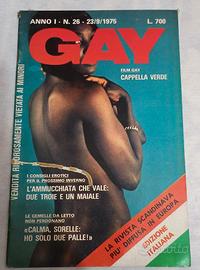 ANNO I - N. 26 - 23/9/1975
L. 700
GAY
FILM GAY
CAPPELLA VERDE
VENDITA RIGOROSAMENTE VIETATA AI MINORI
I CONSIGLI EROTICI
PER IL PROSSIMO INVERNO
L'AMMUCCHIATA CHE VALE:
DUE TROIE E UN MAIALE
LE GEMELLE DA LETTO
NON PERDONANO
«CALMA, SORELLE:
HO SOLO DUE PALLE!»
LA RIVISTA SCANDINAVA
PIU' DIFFUSA IN EUROPA
EDIZIONE
ITALIANA